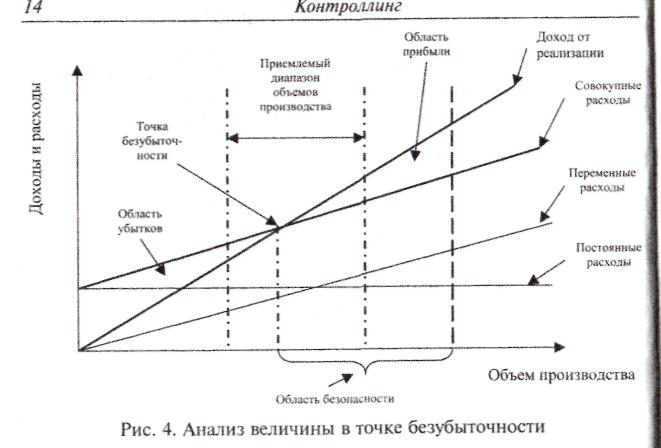 14
Контроллинг
Область
прибыли
Доход от
реализации
Приемлемый
диапазон
объемов
производства
Совокупные
расходы
Точка
безубыточ-
ности
Переменные
расходы
Доходы и расходы
Область
убытков
Постоянные
расходы
Объем производства
Область безопасности
Рис. 4. Анализ величины в точке безубыточности